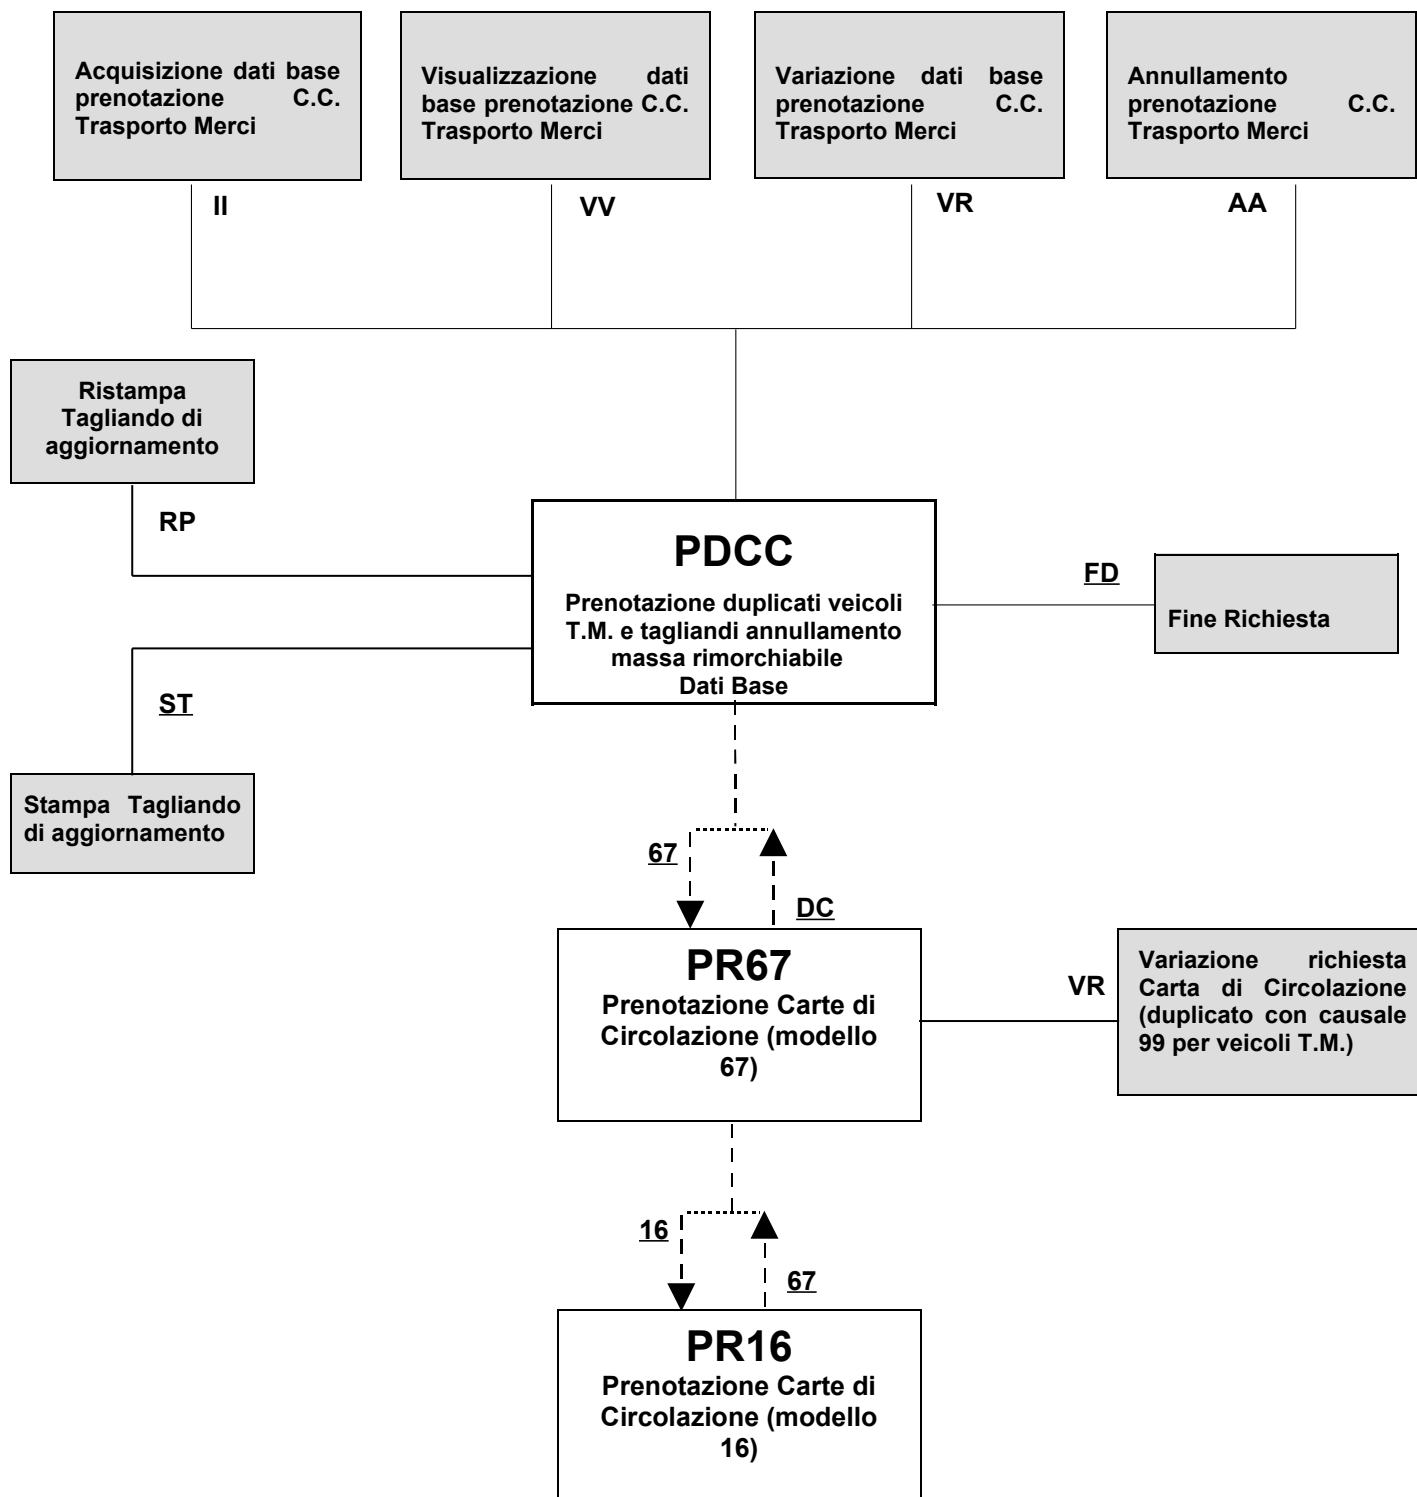 Acquisizione dati base
prenotazione C.C.
Trasporto Merci
Visualizzazione dati
base prenotazione C.C.
Trasporto Merci
Variazione dati base
prenotazione C.C.
Trasporto Merci
Annullamento
prenotazione C.C.
Trasporto Merci
II
VV
VR
AA
Ristampa
Tagliando di
aggiornamento
RP
PDCC
Prenotazione duplicati veicoli
T.M. e tagliandi annullamento
massa rimorchiabile
Dati Base
FD
Fine Richiesta
ST
Stampa Tagliando
di aggiornamento
67
DC
PR67
Prenotazione Carte di
Circolazione (modello
67)
VR
Variazione richiesta
Carta di Circolazione
(duplicato con causale
99 per veicoli T.M.)
16
67
PR16
Prenotazione Carte di
Circolazione (modello
16)